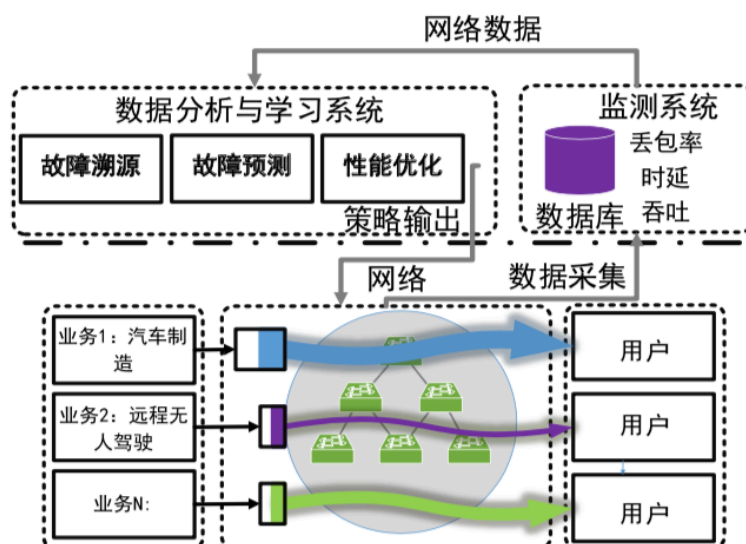 网络数据
数据分析与学习系统
故障溯源
故障预测
性能优化
策略输出
监测系统
丢包率
时延
吞吐
数据库
网络
数据采集
业务1：汽车制
造
业务2：远程无
人驾驶
业务N:
用户
用户
用户